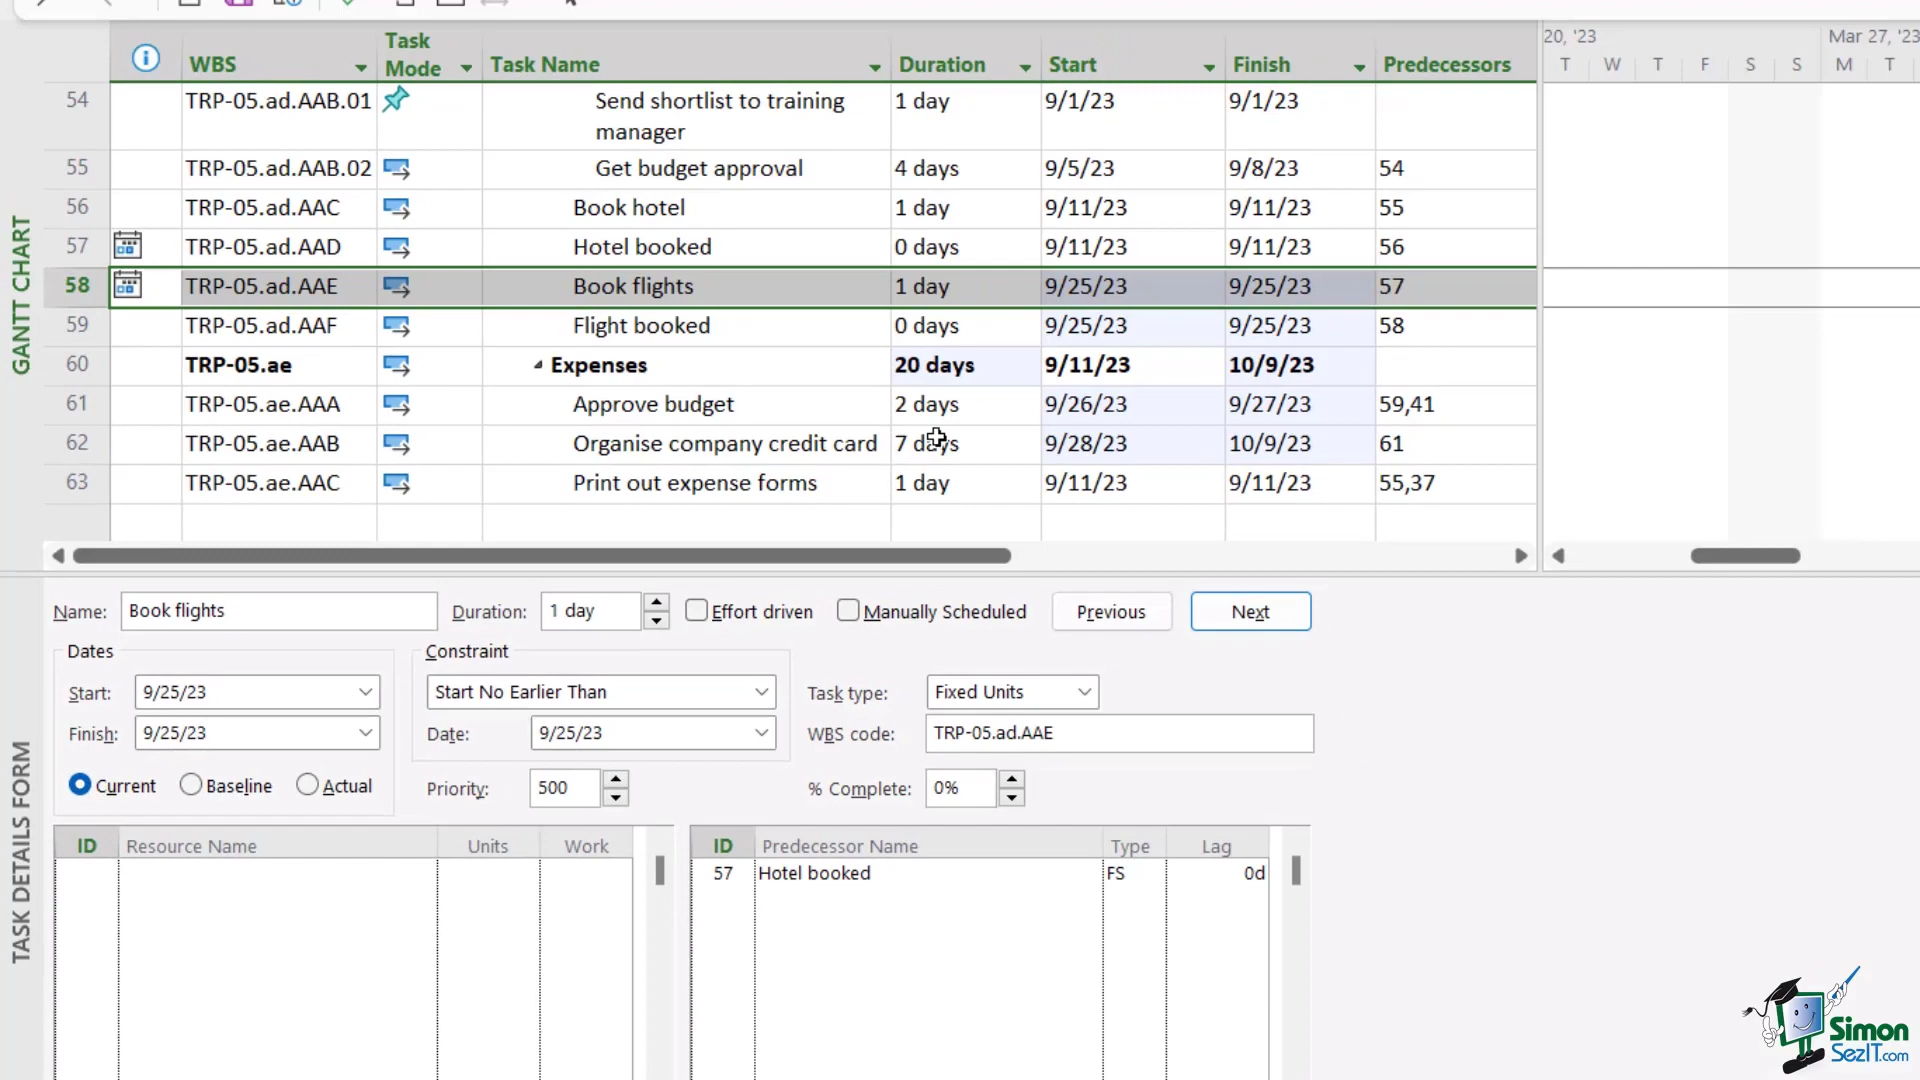 20, '23 Mar 27, '23
WBS Task Mode Task Name Duration Start Finish Predecessors T W T F S S M T
54 TRP-05.ad.AAB.01 Send shortlist to training manager 1 day 9/1/23 9/1/23
55 TRP-05.ad.AAB.02 Get budget approval 4 days 9/5/23 9/8/23 54
56 TRP-05.ad.AAC Book hotel 1 day 9/11/23 9/11/23 55
57 TRP-05.ad.AAD Hotel booked 0 days 9/11/23 9/11/23 56
58 TRP-05.ad.AAE Book flights 1 day 9/25/23 9/25/23 57
59 TRP-05.ad.AAF Flight booked 0 days 9/25/23 9/25/23 58
60 TRP-05.ae Expenses 20 days 9/11/23 10/9/23
61 TRP-05.ae.AAA Approve budget 2 days 9/26/23 9/27/23 59,41
62 TRP-05.ae.AAB Organise company credit card 7 days 9/28/23 10/9/23 61
63 TRP-05.ae.AAC Print out expense forms 1 day 9/11/23 9/11/23 55,37
GANTT CHART
Name: Book flights Duration: 1 day Effort driven Manually Scheduled Previous Next
Dates Constraint
Start: 9/25/23 Start No Earlier Than Task type: Fixed Units
Finish: 9/25/23 Date: 9/25/23 WBS code: TRP-05.ad.AAE
Current Baseline Actual Priority: 500 % Complete: 0%
ID Resource Name Units Work ID Predecessor Name Type Lag
57 Hotel booked FS 0d
TASK DETAILS FORM
Simon
SezIT.com